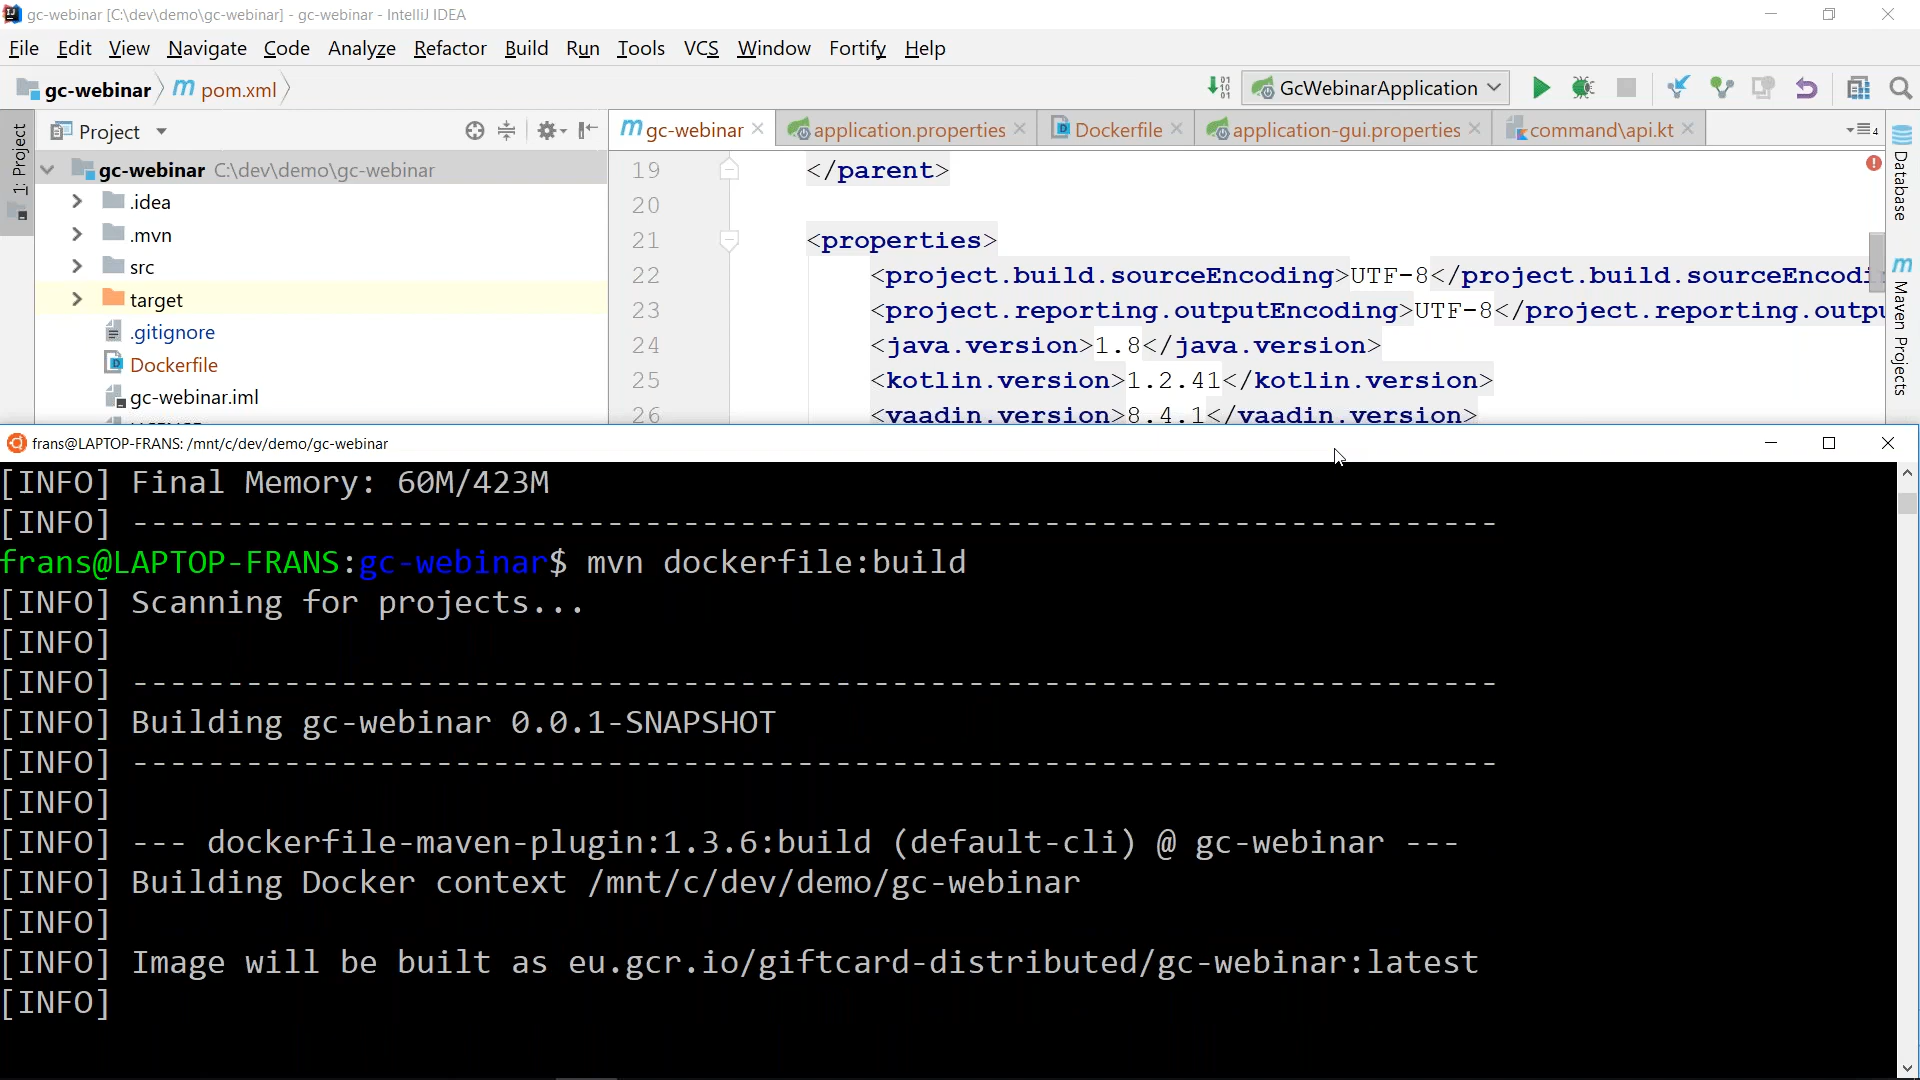 gc-webinar [C:\dev\demo\gc-webinar] - gc-webinar - IntelliJ IDEA
File Edit View Navigate Code Analyze Refactor Build Run Tools VCS Window Fortify Help
gc-webinar m pom.xml GcWebinarApplication
1: Project
Project
m gc-webinar application.properties Dockerfile application-gui.properties command\api.kt
gc-webinar C:\dev\demo\gc-webinar
.idea
.mvn
src
target
.gitignore
Dockerfile
gc-webinar.iml
19 </parent>
20
21 <properties>
22 <project.build.sourceEncoding>UTF-8</project.build.sourceEncodi
23 <project.reporting.outputEncoding>UTF-8</project.reporting.outpu
24 <java.version>1.8</java.version>
25 <kotlin.version>1.2.41</kotlin.version>
26 <vaadin.version>8.4.1</vaadin.version>
Database
m Maven Projects
frans@LAPTOP-FRANS: /mnt/c/dev/demo/gc-webinar
[INFO] Final Memory: 60M/423M
[INFO] ------------------------------------------------------------------------
frans@LAPTOP-FRANS:gc-webinar$ mvn dockerfile:build
[INFO] Scanning for projects...
[INFO]
[INFO] ------------------------------------------------------------------------
[INFO] Building gc-webinar 0.0.1-SNAPSHOT
[INFO] ------------------------------------------------------------------------
[INFO]
[INFO] --- dockerfile-maven-plugin:1.3.6:build (default-cli) @ gc-webinar ---
[INFO] Building Docker context /mnt/c/dev/demo/gc-webinar
[INFO]
[INFO] Image will be built as eu.gcr.io/giftcard-distributed/gc-webinar:latest
[INFO]